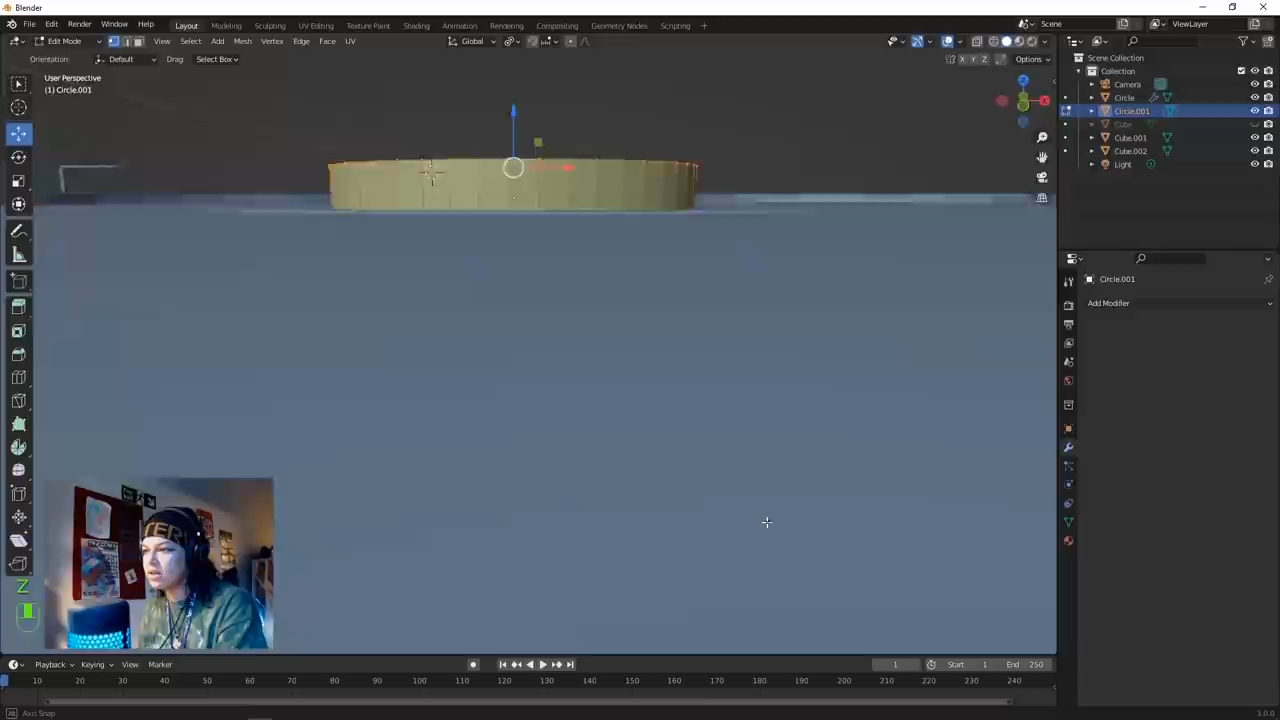 Blender
File Edit Render Window Help Layout Modeling Sculpting UV Editing Texture Paint Shading Animation Rendering Compositing Geometry Nodes Scripting + Scene ViewLayer
Edit Mode View Select Add Mesh Vertex Edge Face UV Global
Orientation: Default Drag: Select Box X Y Z Options
User Perspective
(1) Circle.001
Z
X
Scene Collection
Collection
Camera
Circle
Circle.001
Cube
Cube.001
Cube.002
Light
Circle.001
Add Modifier
Z
Playback Keying View Marker 1 Start 1 End 250
10 20 30 40 50 60 70 80 90 100 110 120 130 140 150 160 170 180 190 200 210 220 230 240
Axis Snap 3.0.0